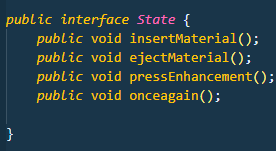 public interface State {
    public void insertMaterial();
    public void ejectMaterial();
    public void pressEnhancement();
    public void onceagain();
}